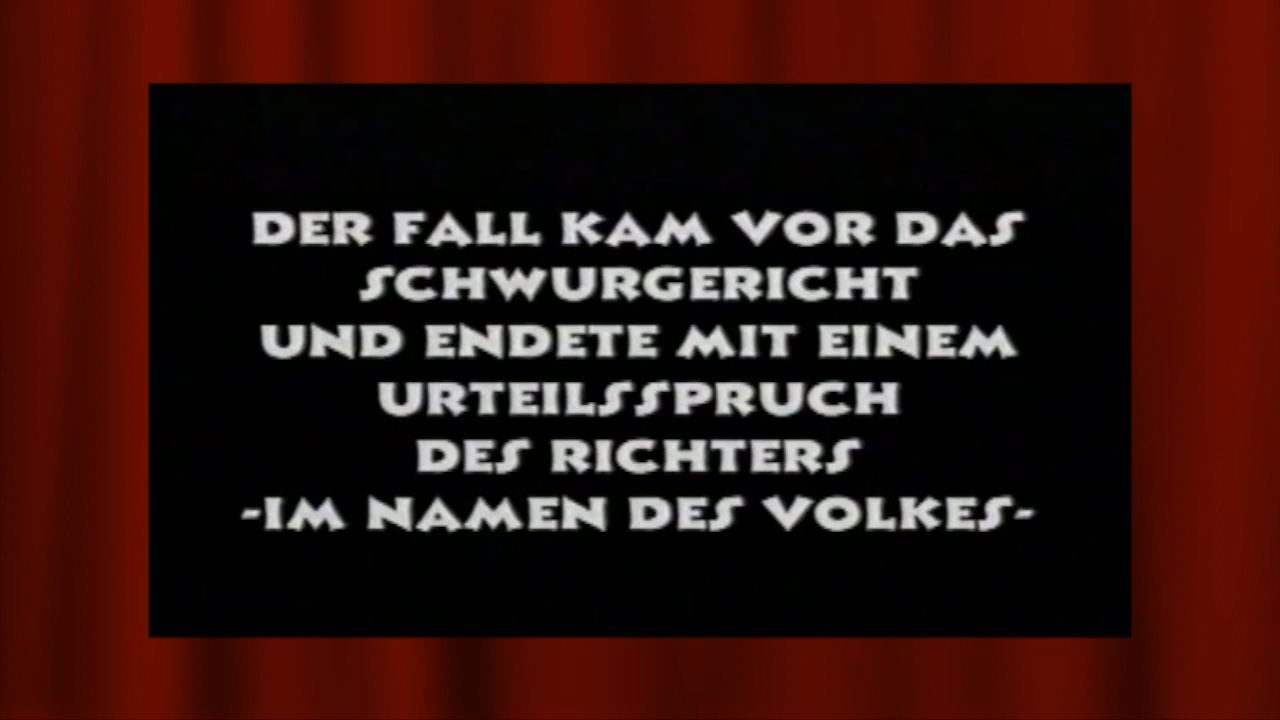 DER FALL KAM VOR DAS
SCHWURGERICHT
UND ENDETE MIT EINEM
URTEILSSPRUCH
DES RICHTERS
-IM NAMEN DES VOLKES-